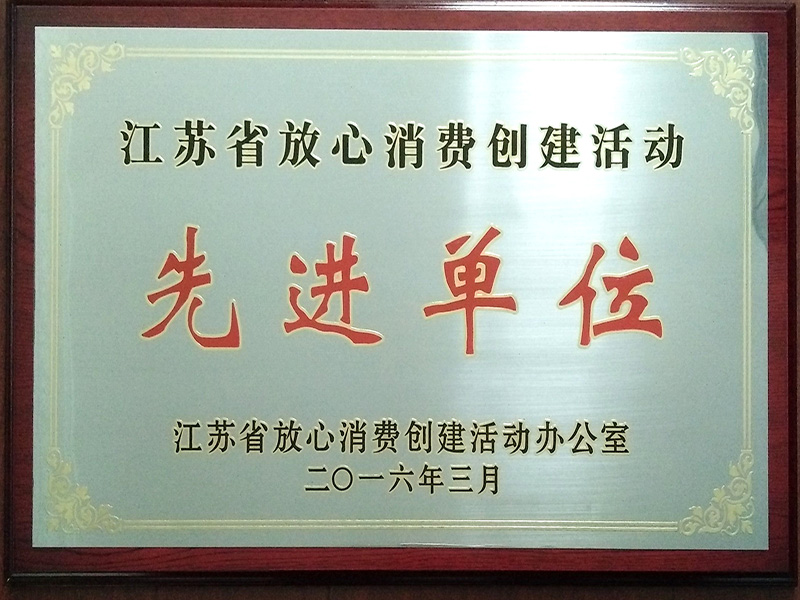 江苏省放心消费创建活动
先进单位
江苏省放心消费创建活动办公室
二〇一六年三月